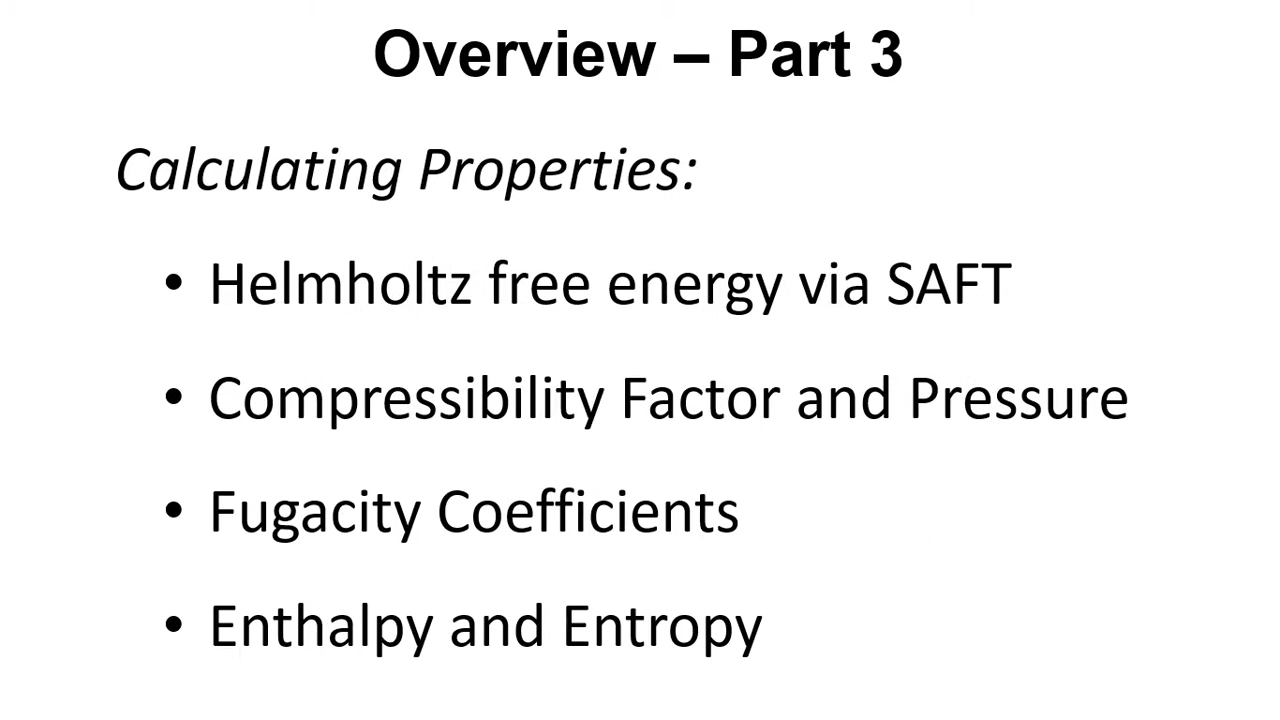 Overview – Part 3
Calculating Properties:
• Helmholtz free energy via SAFT
• Compressibility Factor and Pressure
• Fugacity Coefficients
• Enthalpy and Entropy